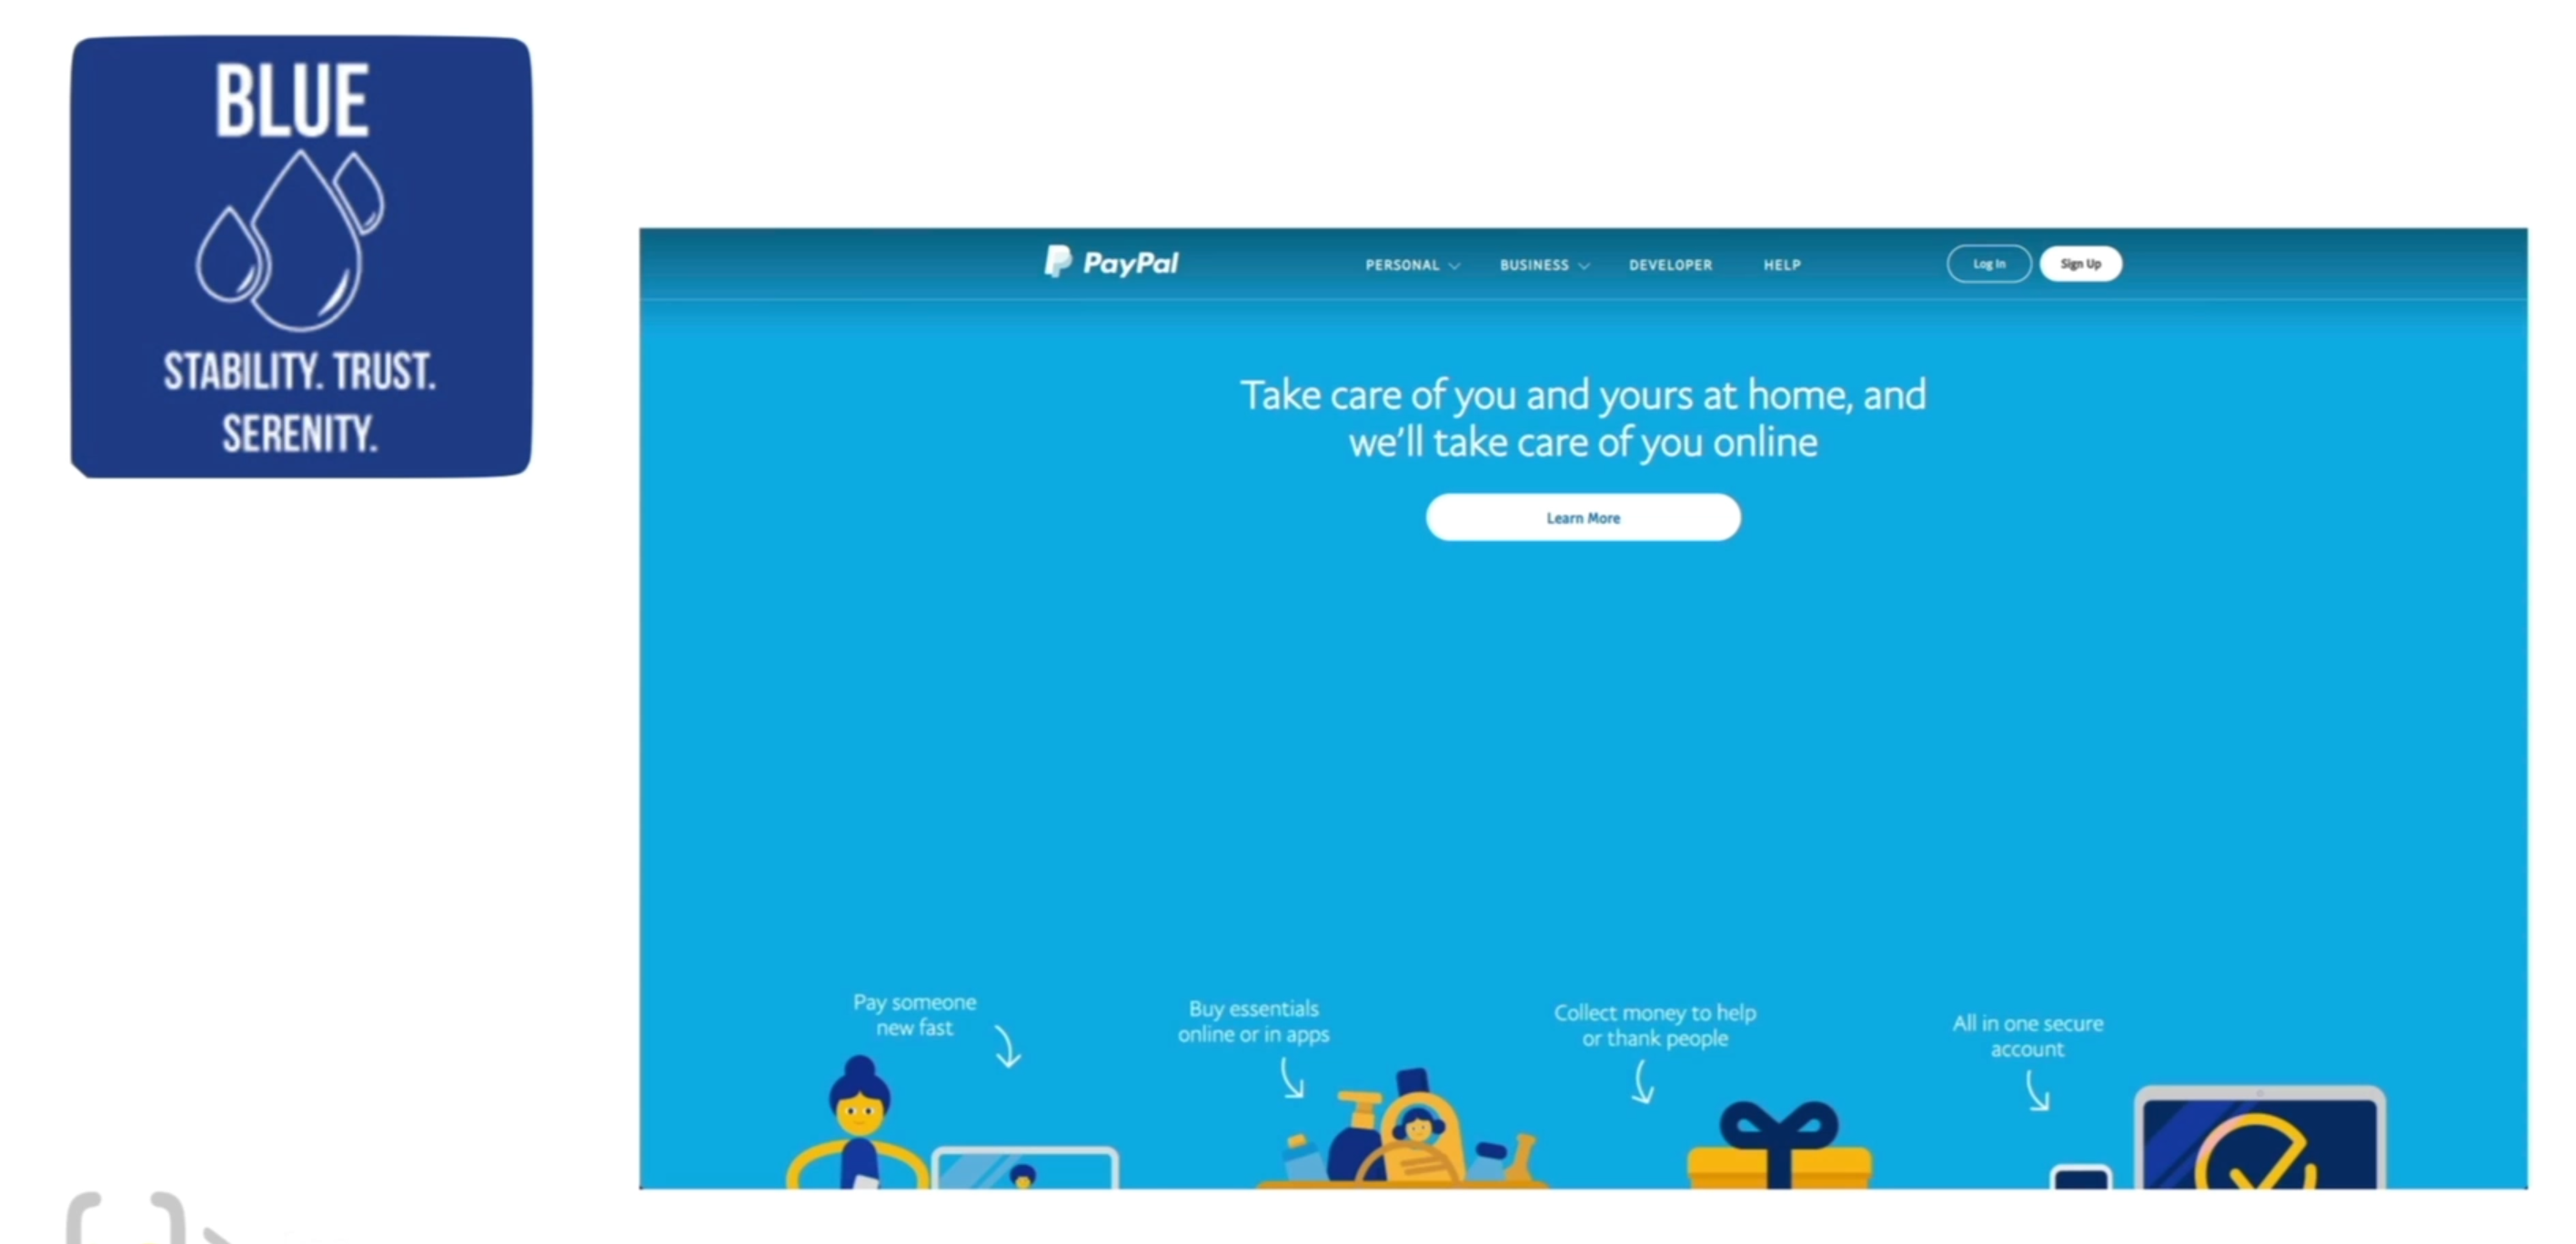 BLUE
STABILITY. TRUST.
SERENITY.
PayPal
PERSONAL
BUSINESS
DEVELOPER
HELP
Log In
Sign Up
Take care of you and yours at home, and
we'll take care of you online
Learn More
Pay someone
new fast
Buy essentials
online or in apps
Collect money to help
or thank people
All in one secure
account